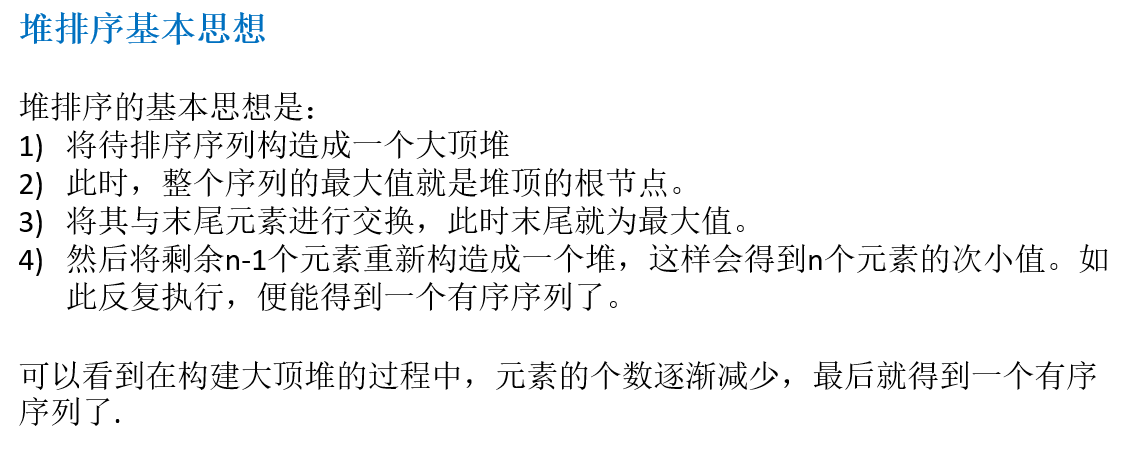 堆排序基本思想
堆排序的基本思想是：
1) 将待排序序列构造成一个大顶堆
2) 此时，整个序列的最大值就是堆顶的根节点。
3) 将其与末尾元素进行交换，此时末尾就为最大值。
4) 然后将剩余n-1个元素重新构造成一个堆，这样会得到n个元素的次小值。如
此反复执行，便能得到一个有序序列了。
可以看到在构建大顶堆的过程中，元素的个数逐渐减少，最后就得到一个有序
序列了.